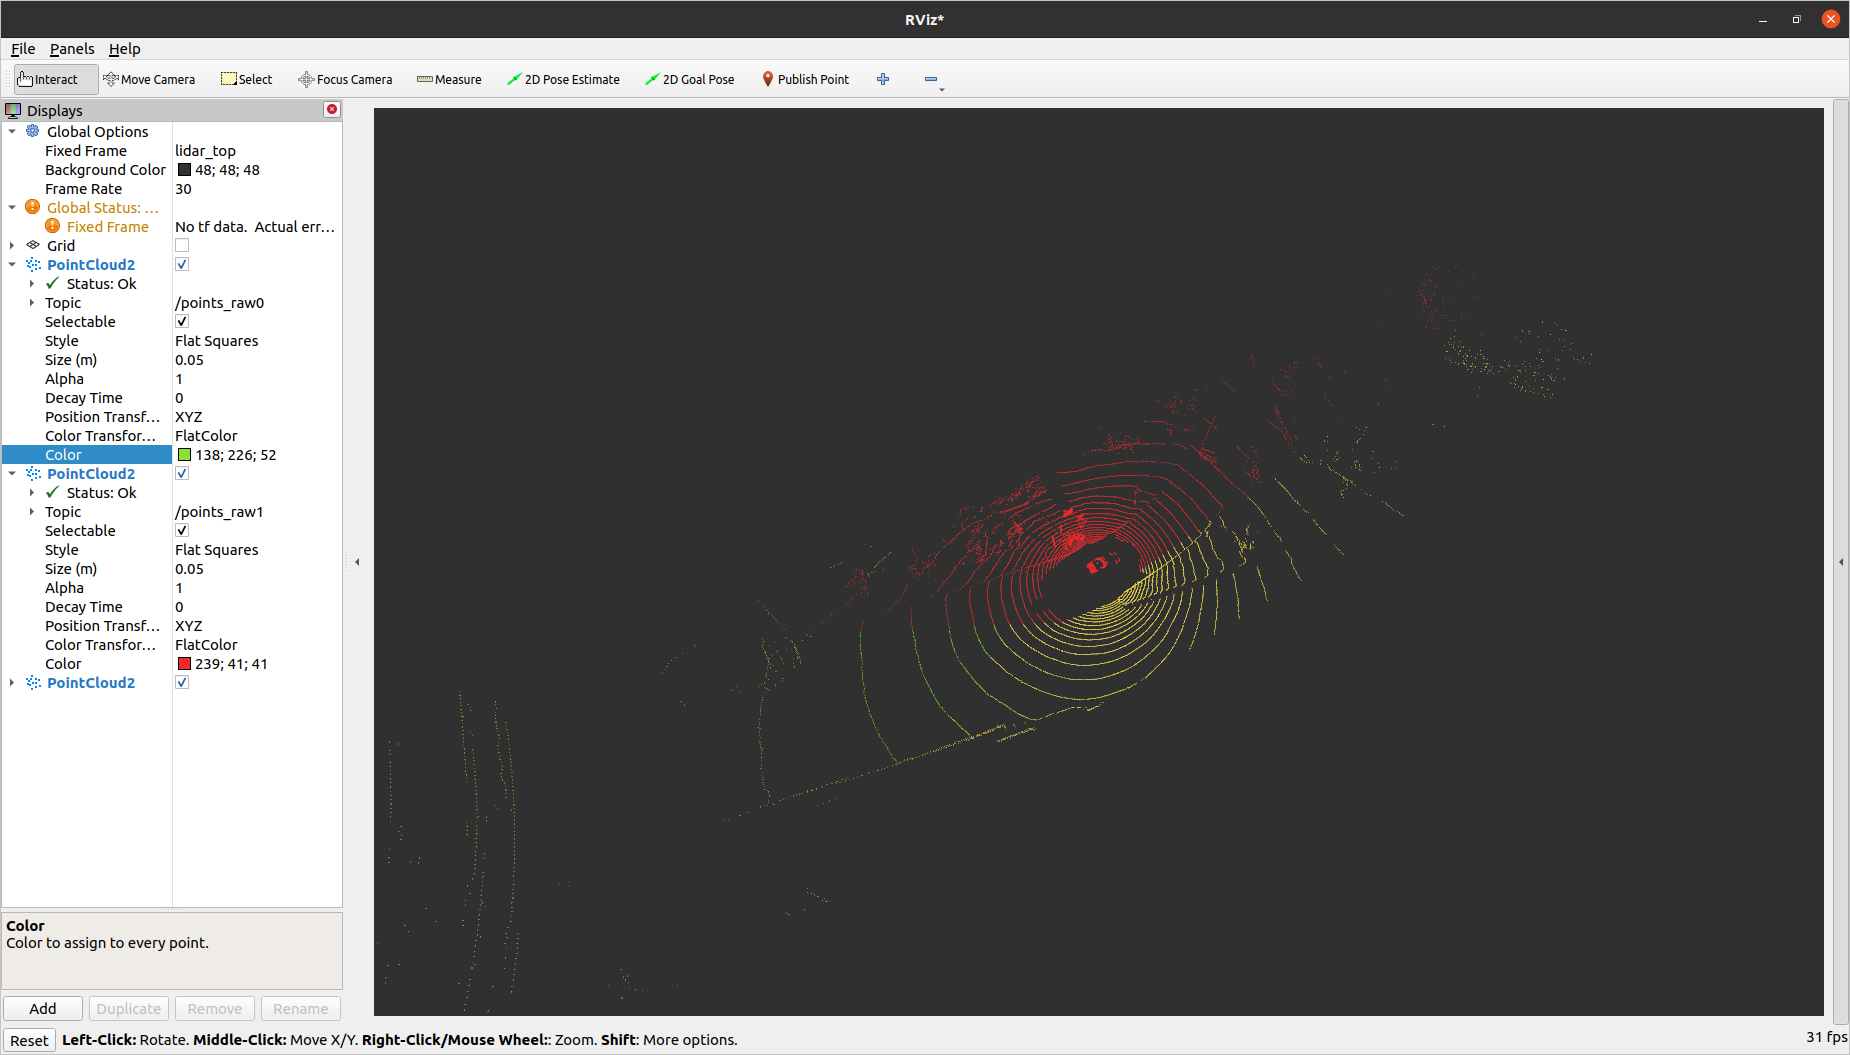 RViz*
File Panels Help
Interact Move Camera Select Focus Camera Measure 2D Pose Estimate 2D Goal Pose Publish Point
Displays
Global Options
Fixed Frame lidar_top
Background Color 48; 48; 48
Frame Rate 30
Global Status: ...
Fixed Frame No tf data. Actual err...
Grid
PointCloud2
Status: Ok
Topic /points_raw0
Selectable
Style Flat Squares
Size (m) 0.05
Alpha 1
Decay Time 0
Position Transf... XYZ
Color Transfor... FlatColor
Color 138; 226; 52
PointCloud2
Status: Ok
Topic /points_raw1
Selectable
Style Flat Squares
Size (m) 0.05
Alpha 1
Decay Time 0
Position Transf... XYZ
Color Transfor... FlatColor
Color 239; 41; 41
PointCloud2
Color
Color to assign to every point.
Add Duplicate Remove Rename
Reset Left-Click: Rotate. Middle-Click: Move X/Y. Right-Click/Mouse Wheel:: Zoom. Shift: More options. 31 fps